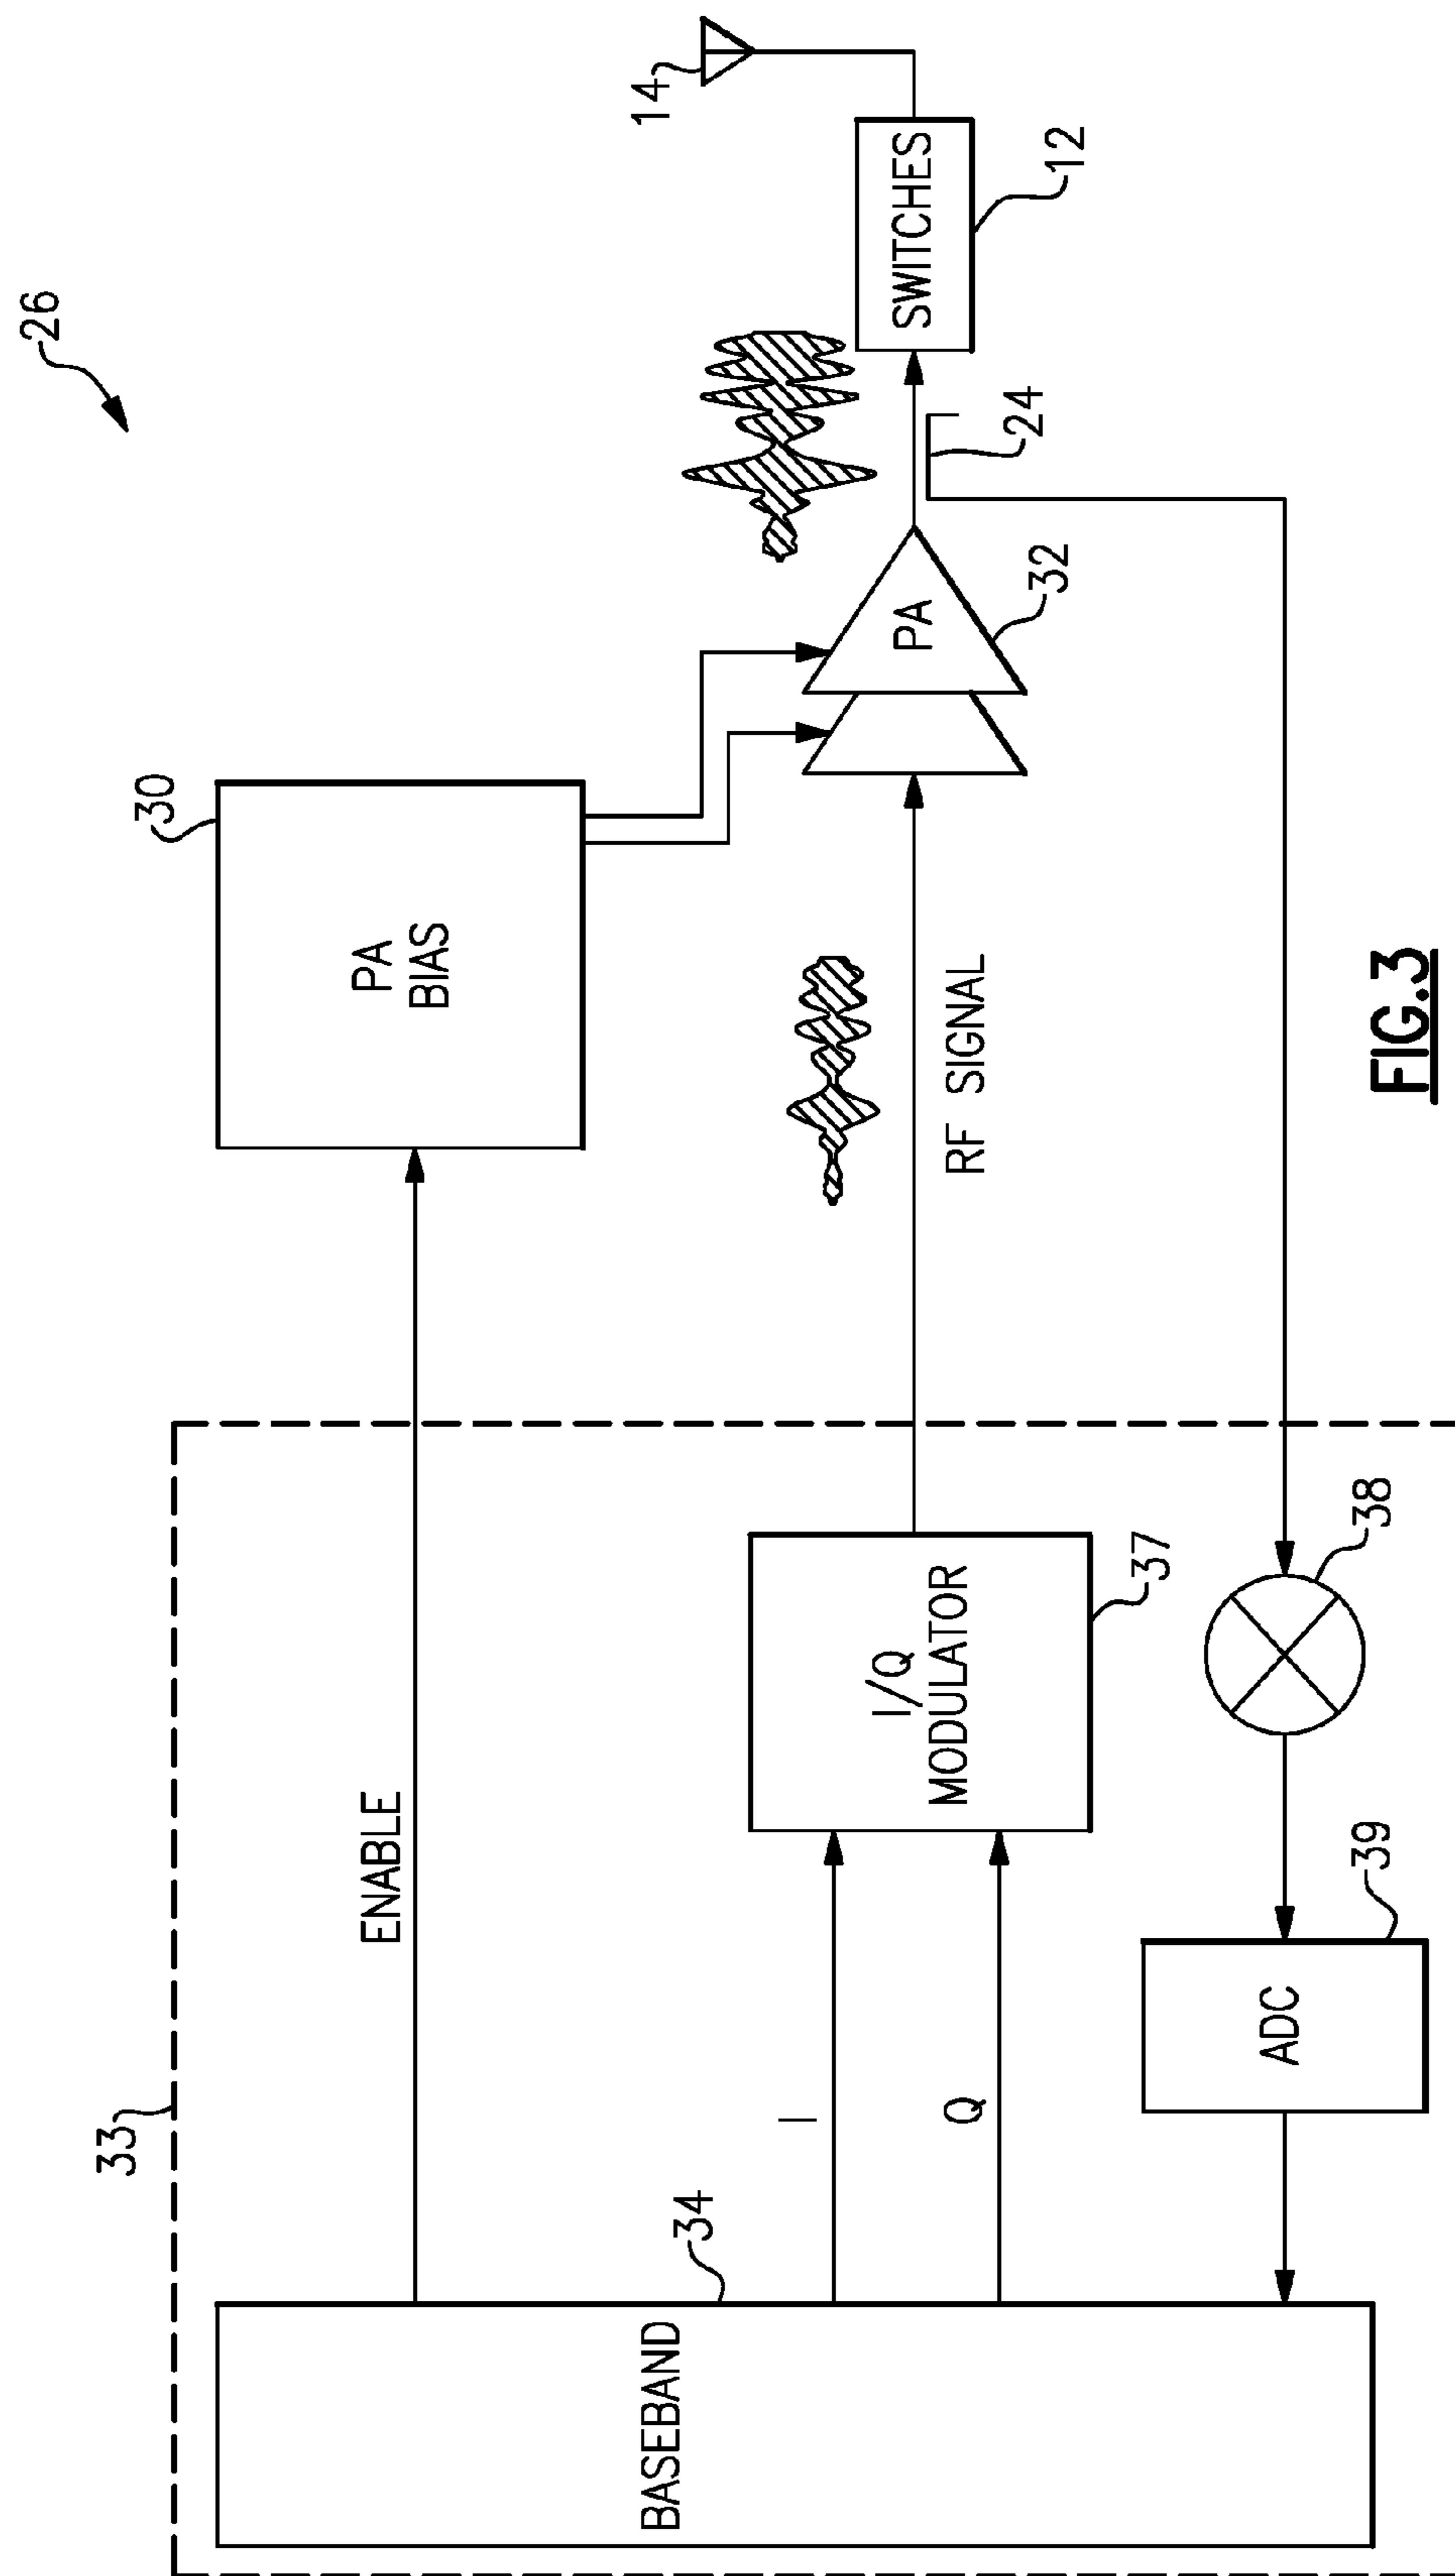 26
33
30
PA
BIAS
ENABLE
14
34
BASEBAND
I
Q
I/Q
MODULATOR
37
RF SIGNAL
PA
32
24
SWITCHES
12
38
ADC
39
FIG.3